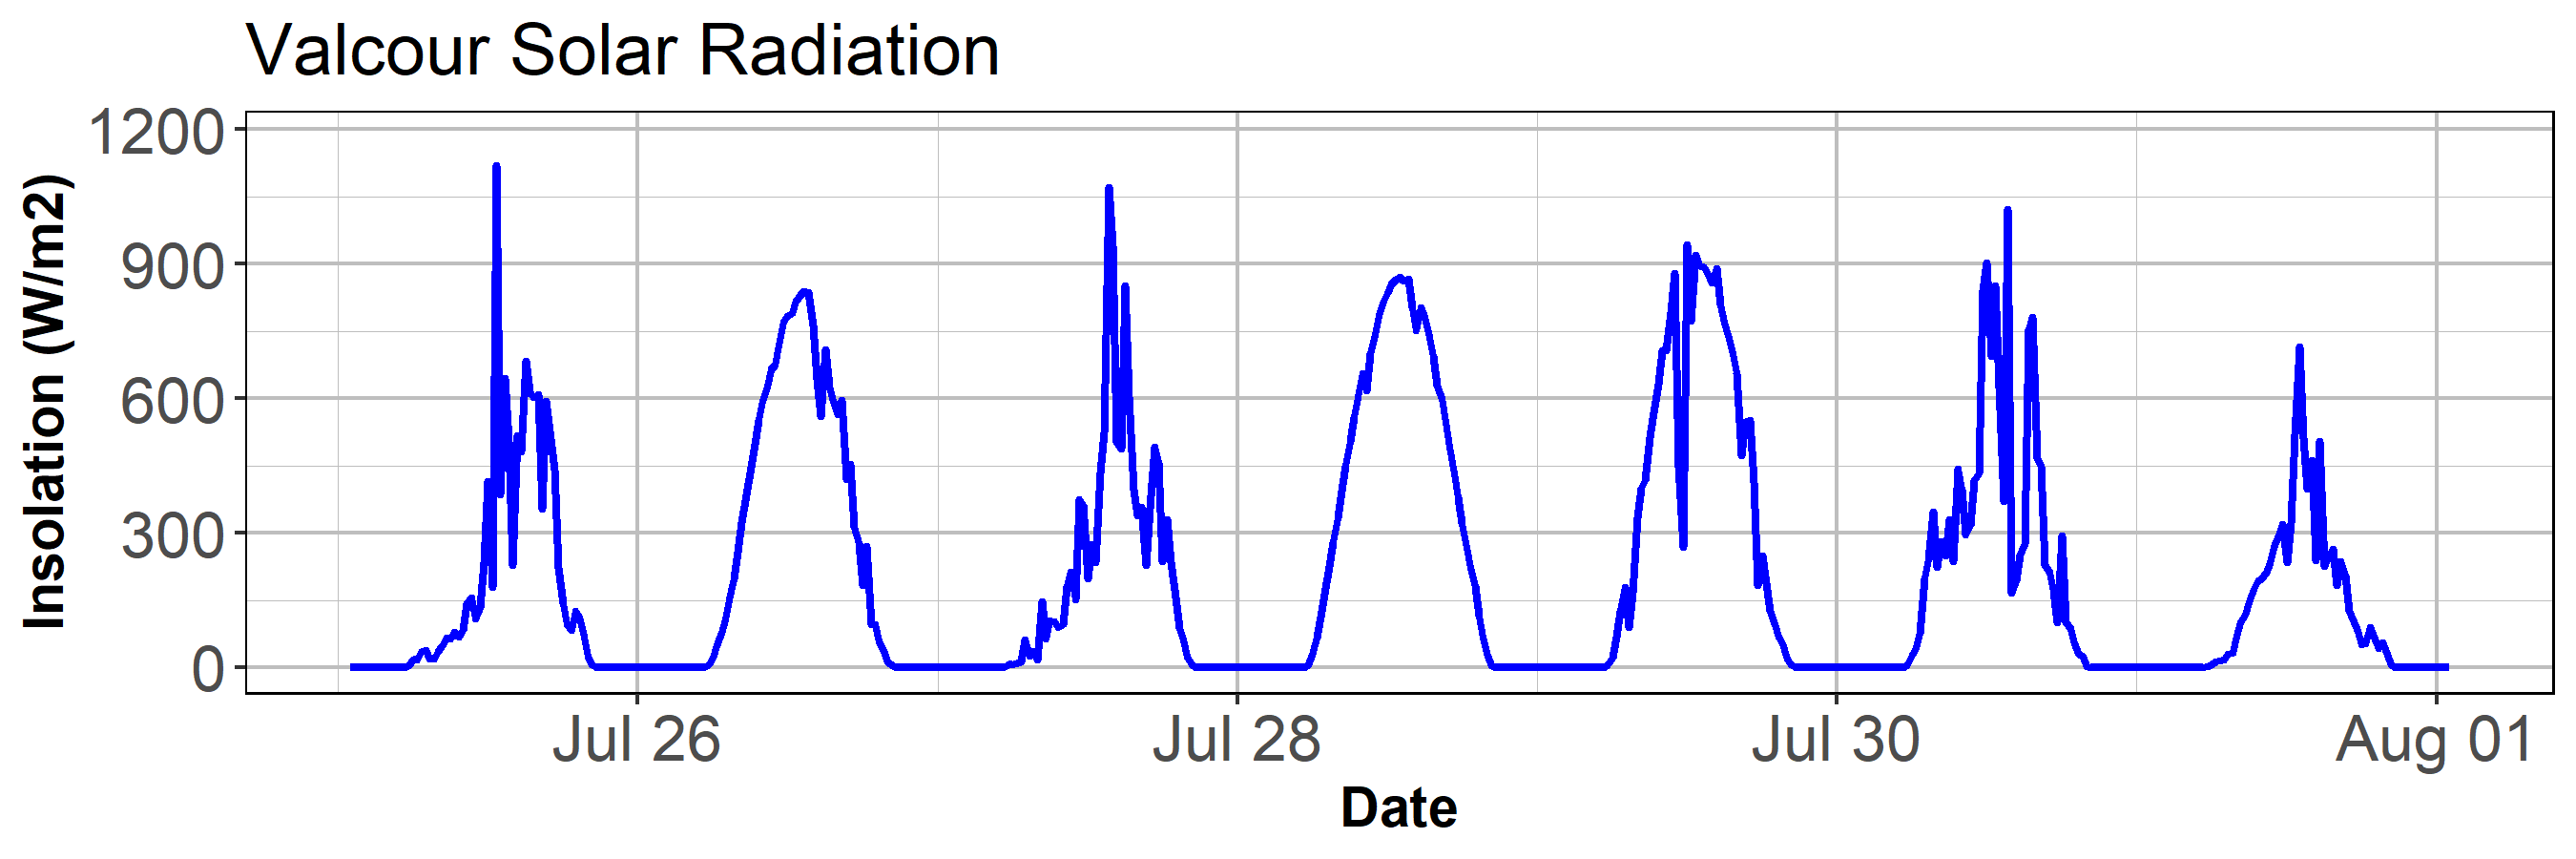 Valcour Solar Radiation
Insolation (W/m2)
1200
900
600
300
0
Jul 26
Jul 28
Jul 30
Aug 01
Date